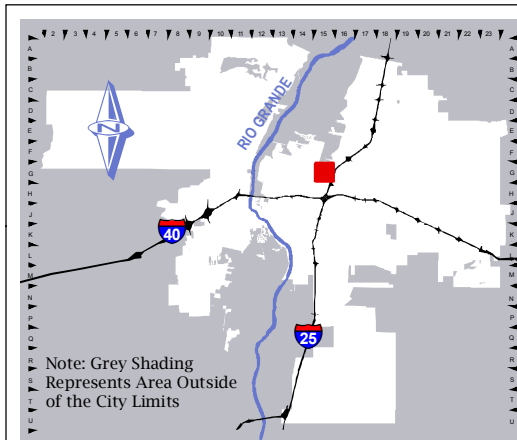 2 3 4 5 6 7 8 9 10 11 12 13 14 15 16 17 18 19 20 21 22 23
A
B
C
D
E
F
G
H
J
K
L
M
N
P
Q
R
S
T
U
N
RIO GRANDE
40
25
Note: Grey Shading
Represents Area Outside
of the City Limits
A
B
C
D
E
F
G
H
J
K
L
M
N
P
Q
R
S
T
U